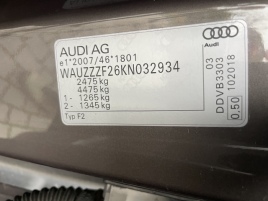 AUDI AG
e1*2007/46*1801
WAUZZZF26KN032934
2475 kg
4475 kg
1- 1265 kg
2- 1345 kg
Typ F2
Audi
03
DDVB3303
0,50 102018